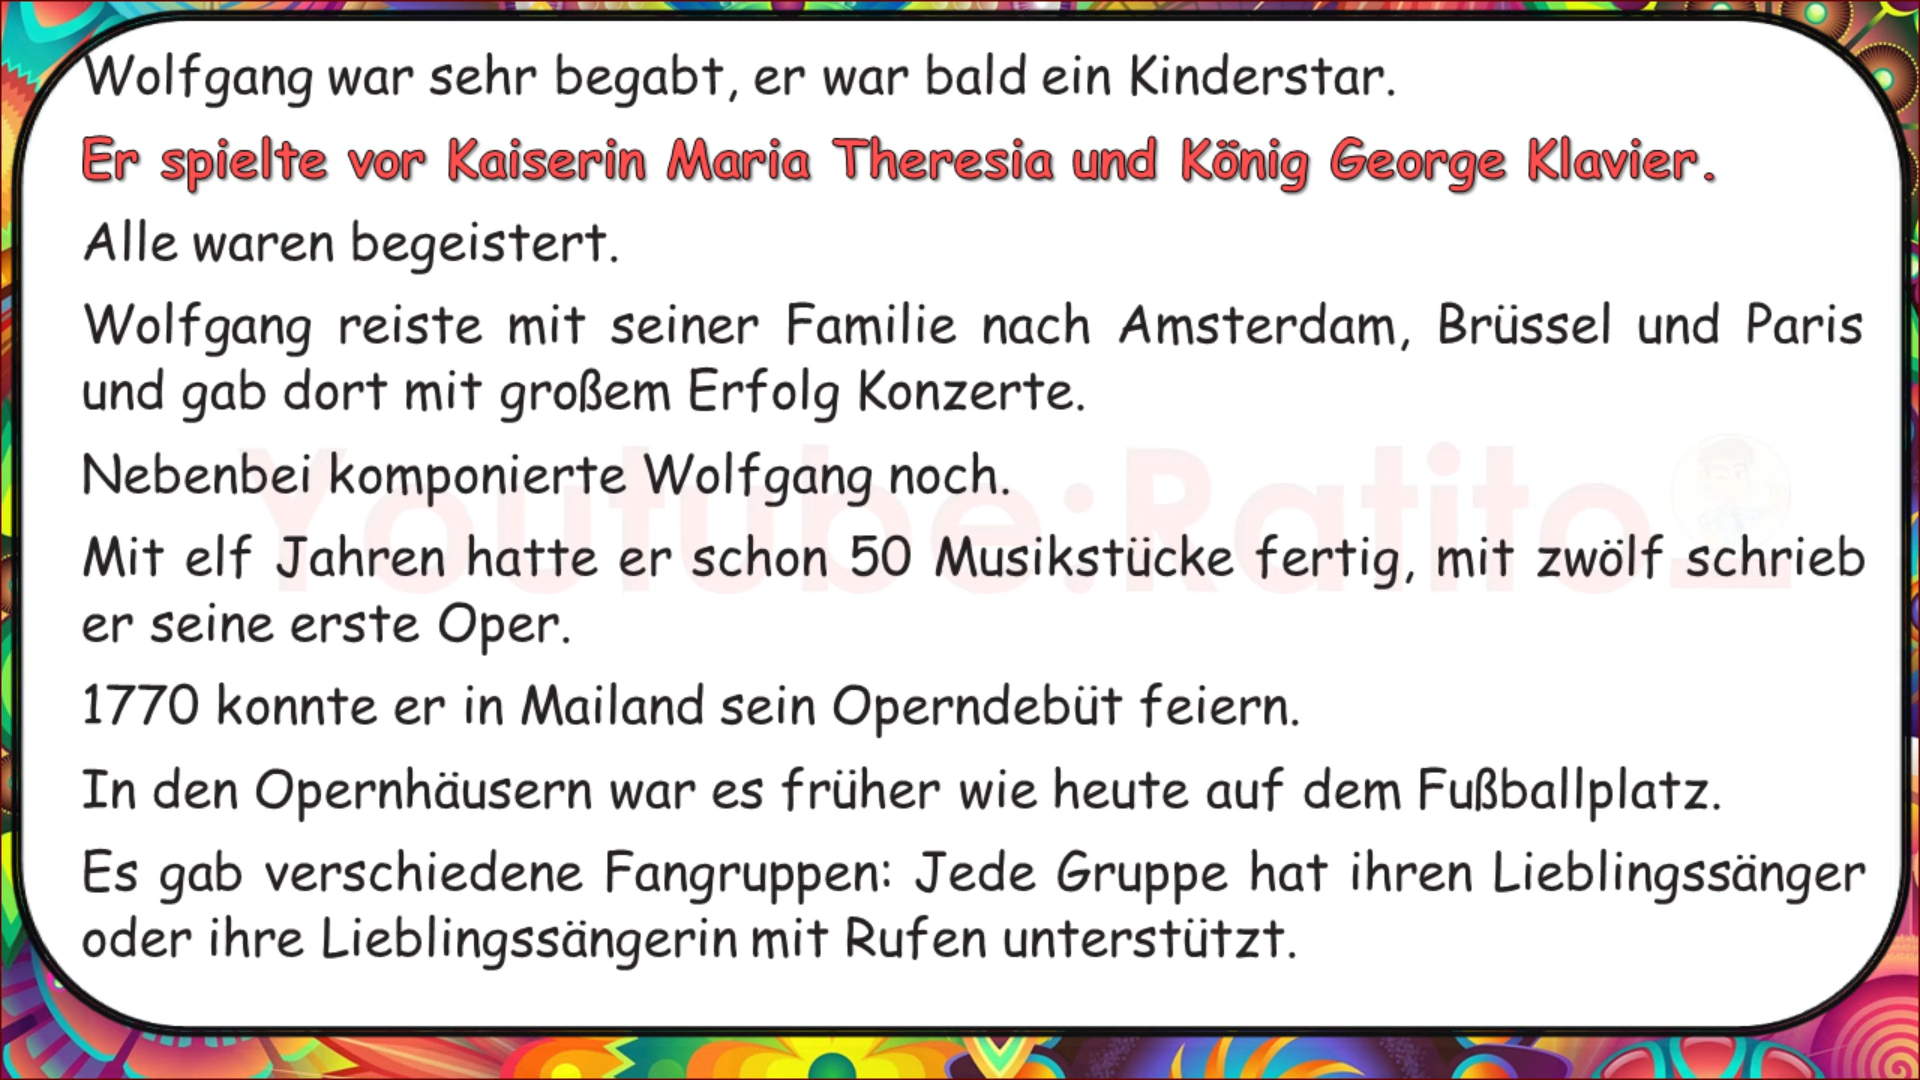 Wolfgang war sehr begabt, er war bald ein Kinderstar.
Er spielte vor Kaiserin Maria Theresia und König George Klavier.
Alle waren begeistert.
Wolfgang reiste mit seiner Familie nach Amsterdam, Brüssel und Paris
und gab dort mit großem Erfolg Konzerte.
Nebenbei komponierte Wolfgang noch.
Youtube:Ratito
Mit elf Jahren hatte er schon 50 Musikstücke fertig, mit zwölf schrieb
er seine erste Oper.
1770 konnte er in Mailand sein Operndebüt feiern.
In den Opernhäusern war es früher wie heute auf dem Fußballplatz.
Es gab verschiedene Fangruppen: Jede Gruppe hat ihren Lieblingssänger
oder ihre Lieblingssängerin mit Rufen unterstützt.